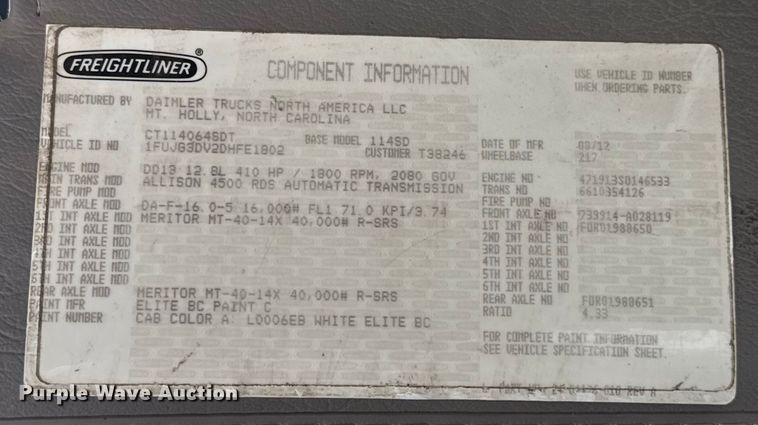 FREIGHTLINER®
COMPONENT INFORMATION
USE VEHICLE ID NUMBER
WHEN ORDERING PARTS.
MANUFACTURED BY DAIMLER TRUCKS NORTH AMERICA LLC
MT. HOLLY, NORTH CAROLINA
MODEL CT114064SDT BASE MODEL 114SD DATE OF MFR 08/12
VEHICLE ID NO 1FUJG3DV2DHFE1802 CUSTOMER T38246 WHEELBASE 217
ENGINE MOD DD13 12.8L 410 HP / 1800 RPM, 2080 GOV ENGINE NO 471913S0146533
MAIN TRANS MOD ALLISON 4500 RDS AUTOMATIC TRANSMISSION TRANS NO 6610354126
FIRE PUMP MOD FIRE PUMP NO
FRONT AXLE MOD DA-F-16.0-5 16,000# FL1 71.0 KPI/3.74 FRONT AXLE NO 739914-A028119
1ST INT AXLE MOD MERITOR MT-40-14X 40,000# R-SRS 1ST INT AXLE NO FOR01980650
2ND INT AXLE MOD 2ND INT AXLE NO
3RD INT AXLE MOD 3RD INT AXLE NO
4TH INT AXLE MOD 4TH INT AXLE NO
5TH INT AXLE MOD 5TH INT AXLE NO
6TH INT AXLE MOD 6TH INT AXLE NO
REAR AXLE MOD MERITOR MT-40-14X 40,000# R-SRS REAR AXLE NO FOR01980651
PAINT MFR ELITE BC PAINT C RATIO 4.33
PAINT NUMBER CAB COLOR A: L0006EB WHITE ELITE BC
FOR COMPLETE PAINT INFORMATION
SEE VEHICLE SPECIFICATION SHEET.
REV A
Purple Wave Auction